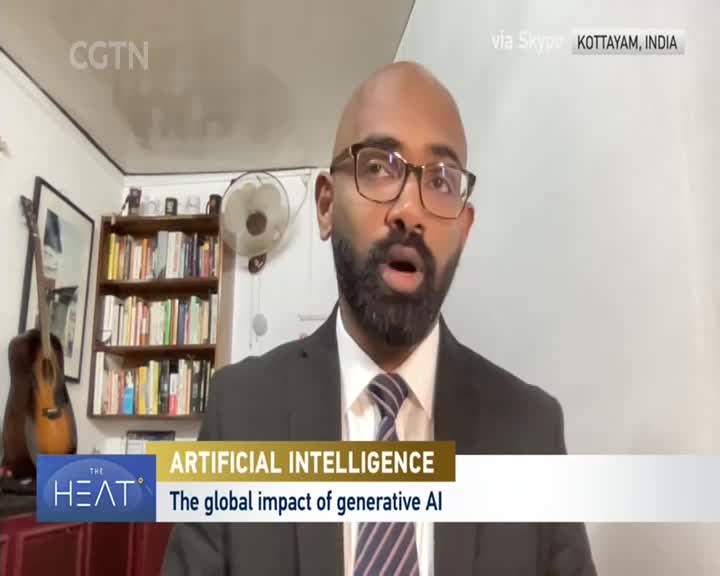 CGTN
via Skype
KOTTAYAM, INDIA
ARTIFICIAL INTELLIGENCE
THE
HEAT
The global impact of generative AI